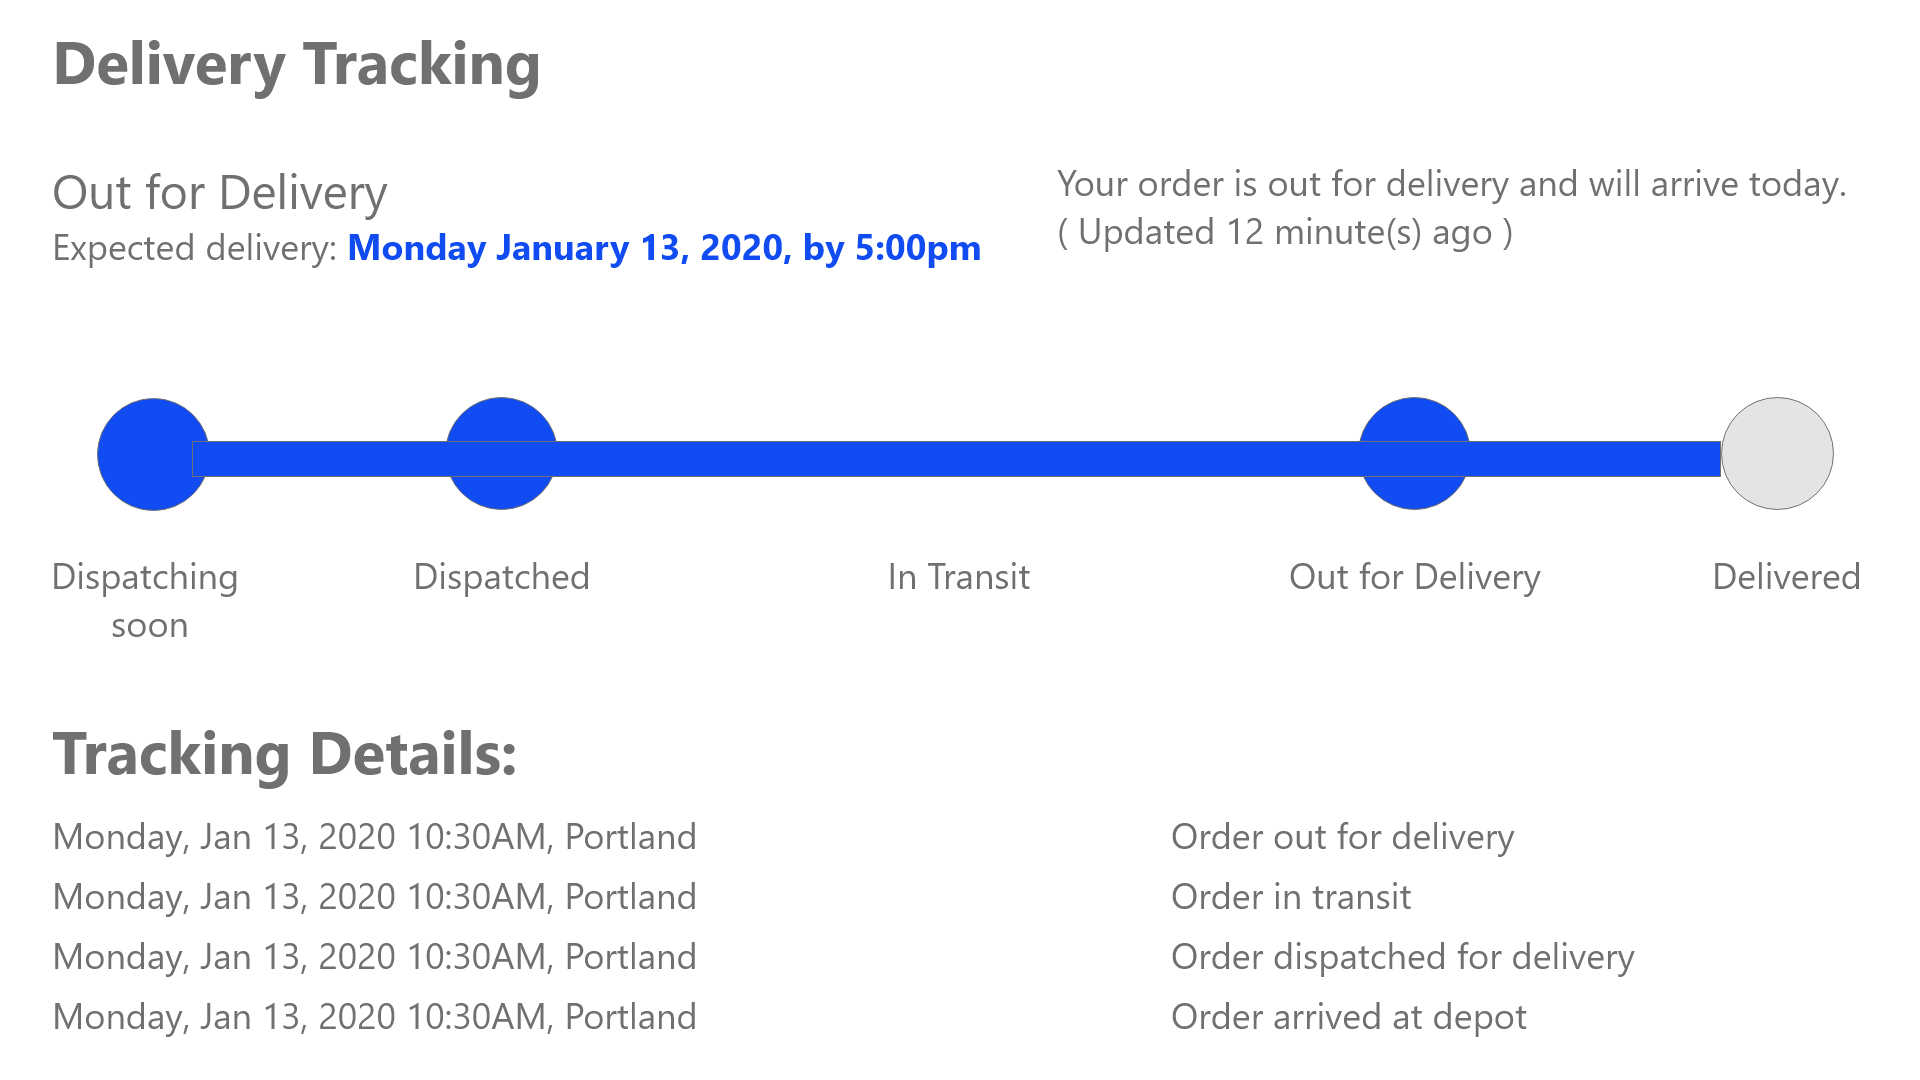 Delivery Tracking
Out for Delivery
Expected delivery: Monday January 13, 2020, by 5:00pm
Your order is out for delivery and will arrive today.
( Updated 12 minute(s) ago )
Dispatching
soon
Dispatched
In Transit
Out for Delivery
Delivered
Tracking Details:
Monday, Jan 13, 2020 10:30AM, Portland Order out for delivery
Monday, Jan 13, 2020 10:30AM, Portland Order in transit
Monday, Jan 13, 2020 10:30AM, Portland Order dispatched for delivery
Monday, Jan 13, 2020 10:30AM, Portland Order arrived at depot